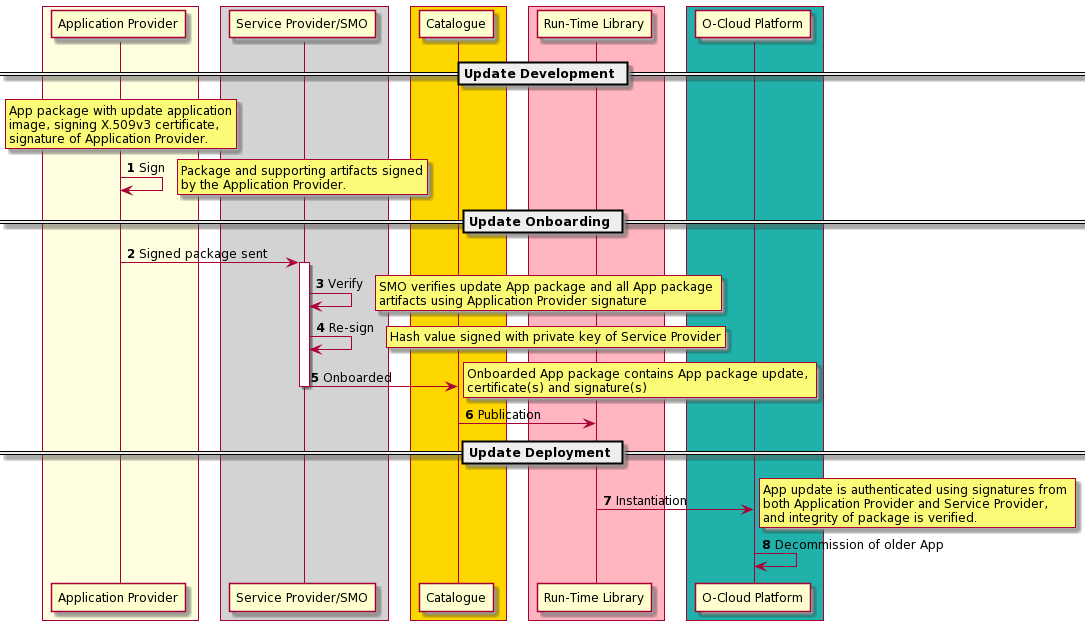 Application Provider
Service Provider/SMO
Catalogue
Run-Time Library
O-Cloud Platform
Update Development
App package with update application
image, signing X.509v3 certificate,
signature of Application Provider.
1 Sign
Package and supporting artifacts signed
by the Application Provider.
Update Onboarding
2 Signed package sent
3 Verify
SMO verifies update App package and all App package
artifacts using Application Provider signature
4 Re-sign
Hash value signed with private key of Service Provider
5 Onboarded
Onboarded App package contains App package update,
certificate(s) and signature(s)
6 Publication
Update Deployment
7 Instantiation
App update is authenticated using signatures from
both Application Provider and Service Provider,
and integrity of package is verified.
8 Decommission of older App
Application Provider
Service Provider/SMO
Catalogue
Run-Time Library
O-Cloud Platform